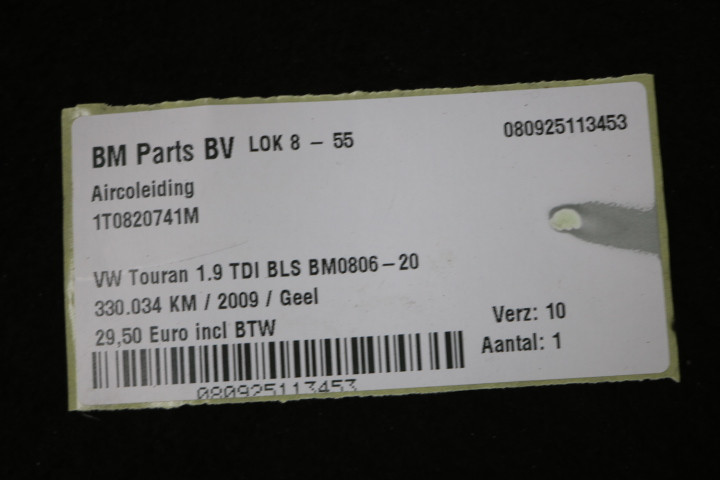 BM Parts BV LOK 8 - 55 080925113453
Aircoleiding
1T0820741M
VW Touran 1.9 TDI BLS BM0806-20
330.034 KM / 2009 / Geel
29,50 Euro incl BTW
Verz: 10
Aantal: 1
080925113453